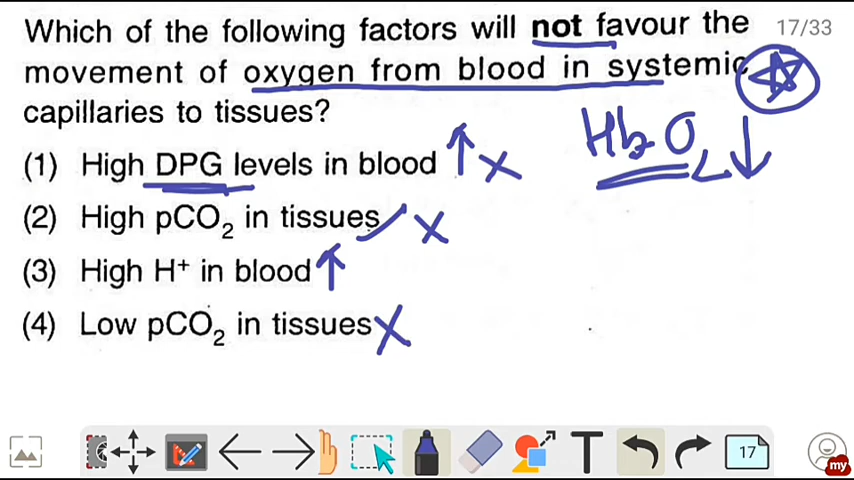 Which of the following factors will not favour the
17/33
movement of oxygen from blood in systemic
capillaries to tissues?
HbO₂ ↓
(1) High DPG levels in blood ↑ X
(2) High pCO₂ in tissues X
(3) High H⁺ in blood ↑
(4) Low pCO₂ in tissues X
T
17
my